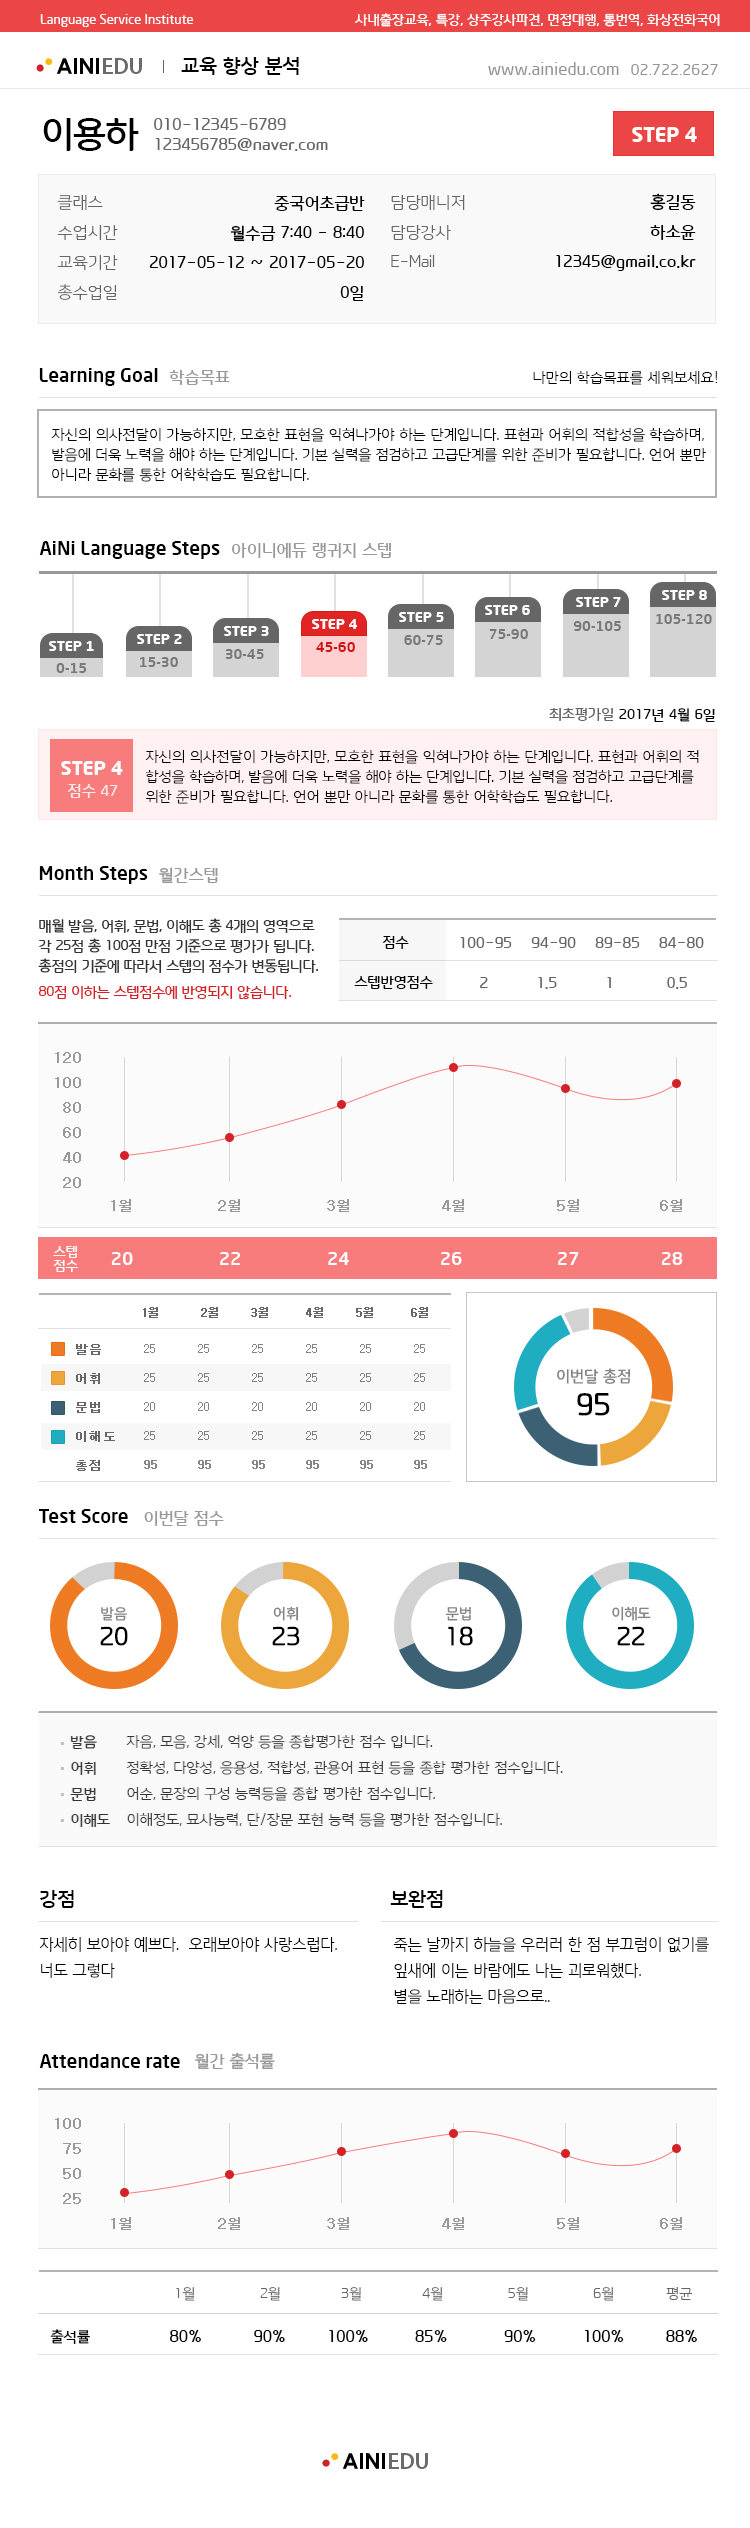 Language Service Institute 사내출장교육, 특강, 상주강사파견, 면접대행, 통번역, 화상전화국어
AINIEDU | 교육 향상 분석 www.ainiedu.com 02.722.2627
이용하 010-12345-6789
123456785@naver.com
STEP 4
클래스 중국어초급반 담당매니저 홍길동
수업시간 월수금 7:40 - 8:40 담당강사 하소윤
교육기간 2017-05-12 ~ 2017-05-20 E-Mail 12345@gmail.co.kr
총수업일 0일
Learning Goal 학습목표 나만의 학습목표를 세워보세요!
자신의 의사전달이 가능하지만, 모호한 표현을 익혀나가야 하는 단계입니다. 표현과 어휘의 적합성을 학습하며,
발음에 더욱 노력을 해야 하는 단계입니다. 기본 실력을 점검하고 고급단계를 위한 준비가 필요합니다. 언어 뿐만
아니라 문화를 통한 어학학습도 필요합니다.
AiNi Language Steps 아이니에듀 랭귀지 스텝
STEP 1 STEP 2 STEP 3 STEP 4 STEP 5 STEP 6 STEP 7 STEP 8
0-15 15-30 30-45 45-60 60-75 75-90 90-105 105-120
최초평가일 2017년 4월 6일
STEP 4
점수 47
자신의 의사전달이 가능하지만, 모호한 표현을 익혀나가야 하는 단계입니다. 표현과 어휘의 적
합성을 학습하며, 발음에 더욱 노력을 해야 하는 단계입니다. 기본 실력을 점검하고 고급단계를
위한 준비가 필요합니다. 언어 뿐만 아니라 문화를 통한 어학학습도 필요합니다.
Month Steps 월간스텝
매월 발음, 어휘, 문법, 이해도 총 4개의 영역으로
각 25점 총 100점 만점 기준으로 평가가 됩니다.
총점의 기준에 따라서 스텝의 점수가 변동됩니다.
80점 이하는 스텝점수에 반영되지 않습니다.
점수 100-95 94-90 89-85 84-80
스텝반영점수 2 1.5 1 0.5
120
100
80
60
40
20
1월 2월 3월 4월 5월 6월
스텝
점수
20 22 24 26 27 28
1월 2월 3월 4월 5월 6월
발음 25 25 25 25 25 25
어휘 25 25 25 25 25 25
문법 20 20 20 20 20 20
이해도 25 25 25 25 25 25
총점 95 95 95 95 95 95
이번달 총점
95
Test Score 이번달 점수
발음 어휘 문법 이해도
20 23 18 22
발음 자음, 모음, 강세, 억양 등을 종합평가한 점수 입니다.
어휘 정확성, 다양성, 응용성, 적합성, 관용어 표현 등을 종합 평가한 점수입니다.
문법 어순, 문장의 구성 능력등을 종합 평가한 점수입니다.
이해도 이해정도, 묘사능력, 단/장문 포현 능력 등을 평가한 점수입니다.
강점
자세히 보아야 예쁘다. 오래보아야 사랑스럽다.
너도 그렇다
보완점
죽는 날까지 하늘을 우러러 한 점 부끄럼이 없기를
잎새에 이는 바람에도 나는 괴로워했다.
별을 노래하는 마음으로..
Attendance rate 월간 출석률
100
75
50
25
1월 2월 3월 4월 5월 6월
1월 2월 3월 4월 5월 6월 평균
출석률 80% 90% 100% 85% 90% 100% 88%
AINIEDU